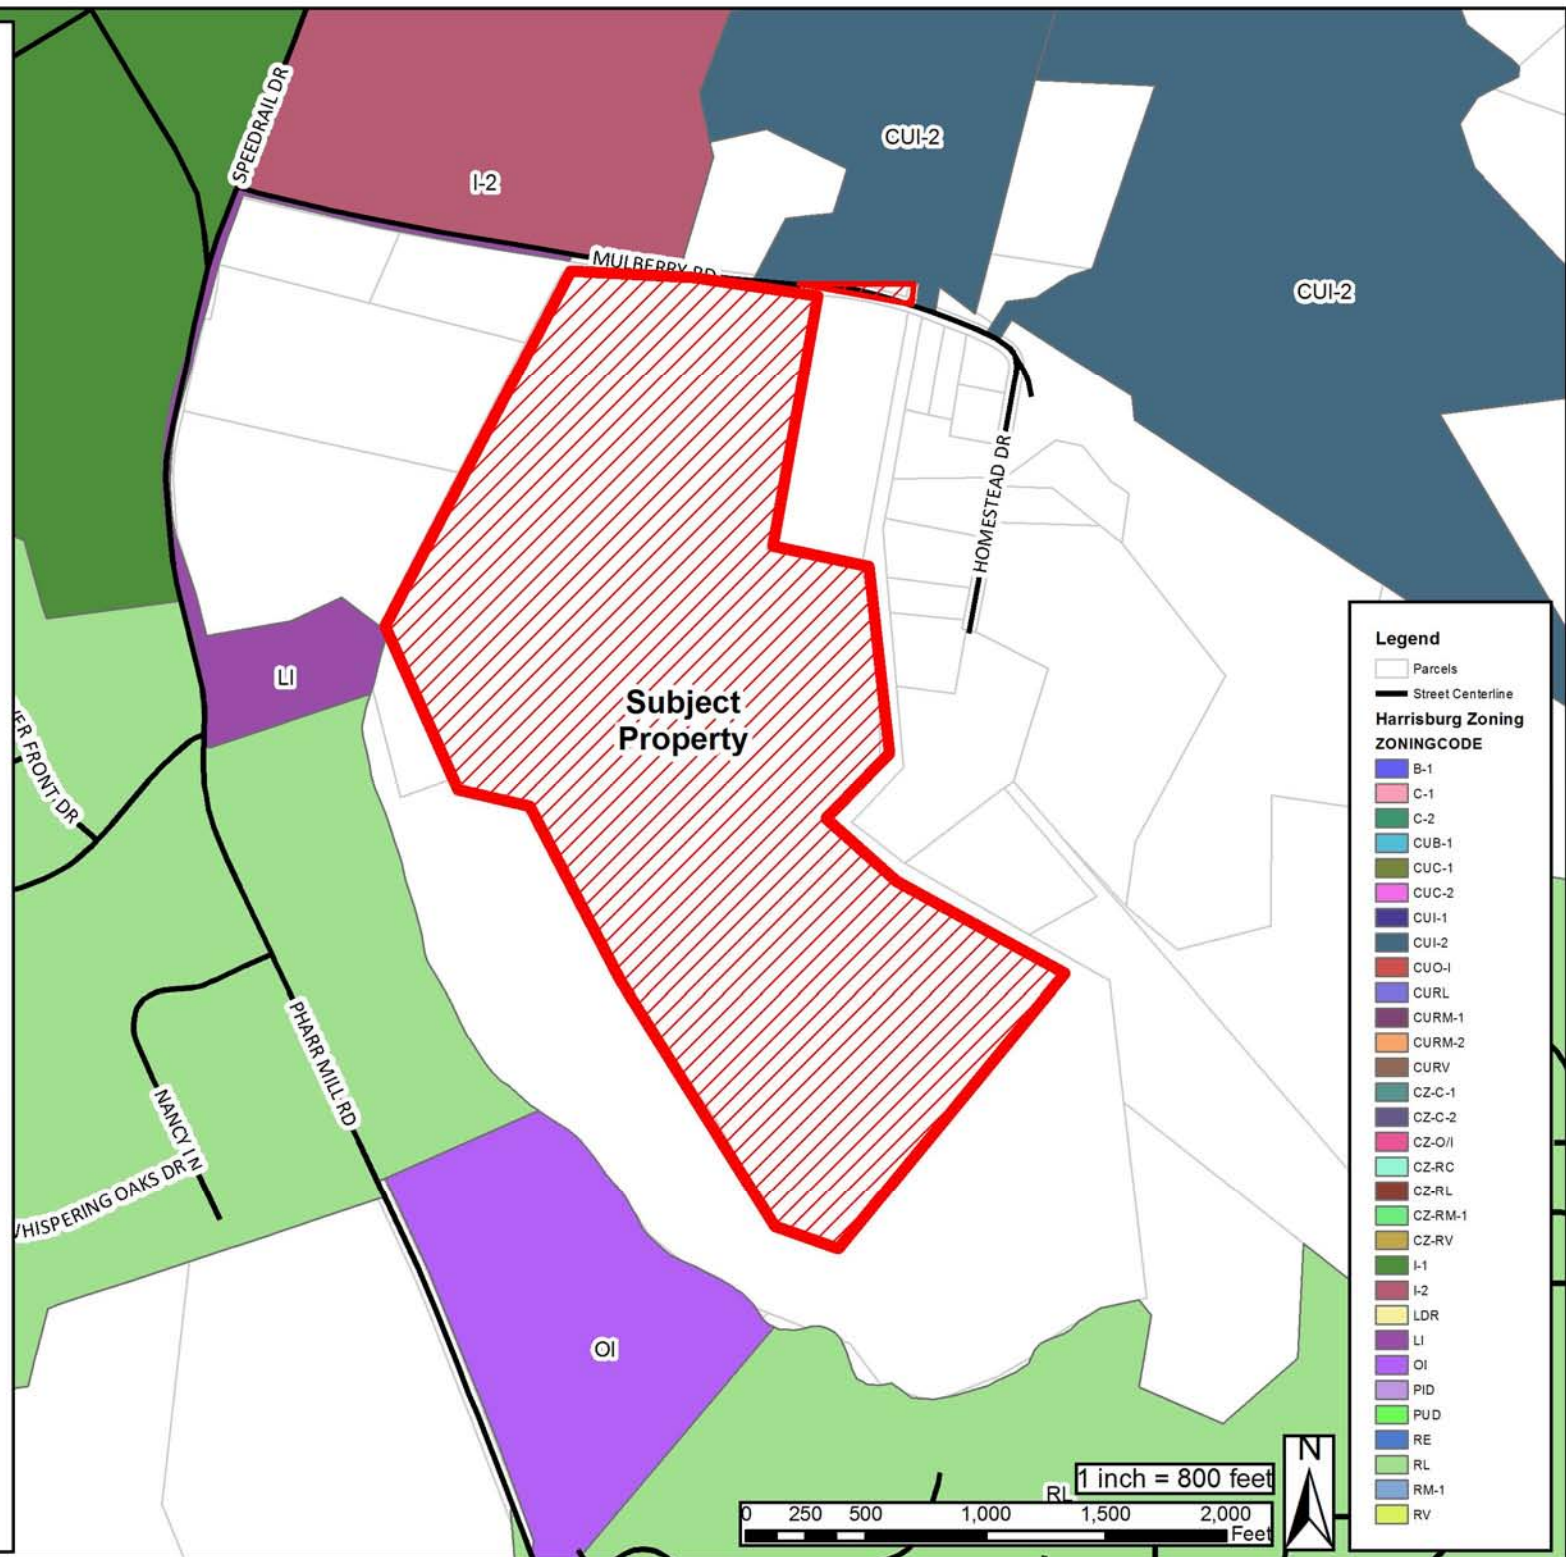 SPEEDRAIL DR
I-2
CUI-2
CUI-2
MULBERRY RD
HOMESTEAD DR
LI
Subject
Property
FRONT DR
PHARR MILL RD
NANCY LN
OAKS DR
OI
RL
1 inch = 800 feet
0 250 500 1,000 1,500 2,000
Feet
N
Legend
Parcels
Street Centerline
Harrisburg Zoning
ZONINGCODE
B-1
C-1
C-2
CUB-1
CUC-1
CUC-2
CUI-1
CUI-2
CUO-I
CURL
CURM-1
CURM-2
CURV
CZ-C-1
CZ-C-2
CZ-O/I
CZ-RC
CZ-RL
CZ-RM-1
CZ-RV
I-1
I-2
LDR
LI
OI
PID
PUD
RE
RL
RM-1
RV